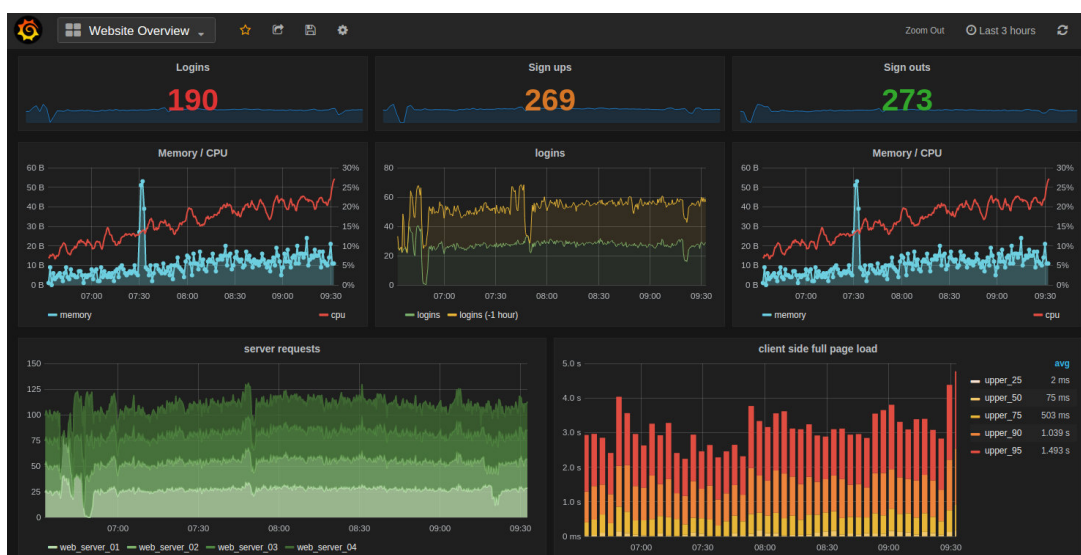 Website Overview
Zoom Out
Last 3 hours
Logins
190
Sign ups
269
Sign outs
273
Memory / CPU
60 B
50 B
40 B
30 B
20 B
10 B
0 B
30%
25%
20%
15%
10%
5%
0%
07:00 07:30 08:00 08:30 09:00 09:30
memory cpu
logins
80
60
40
20
0
07:00 07:30 08:00 08:30 09:00 09:30
logins logins (-1 hour)
Memory / CPU
60 B
50 B
40 B
30 B
20 B
10 B
0 B
30%
25%
20%
15%
10%
5%
0%
07:00 07:30 08:00 08:30 09:00 09:30
memory cpu
server requests
150
125
100
75
50
25
0
07:00 07:30 08:00 08:30 09:00 09:30
web_server_01 web_server_02 web_server_03 web_server_04
client side full page load
5.0 s
4.0 s
3.0 s
2.0 s
1.0 s
0 ms
07:00 07:30 08:00 08:30 09:00 09:30
avg
upper_25 2 ms
upper_50 75 ms
upper_75 503 ms
upper_90 1.039 s
upper_95 1.493 s